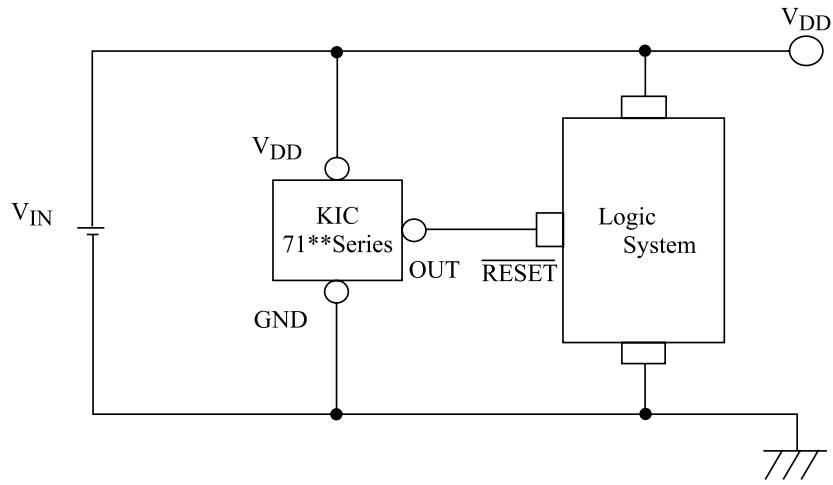 VDD
VDD
VIN
KIC
71**Series
Logic
System
OUT
RESET
GND